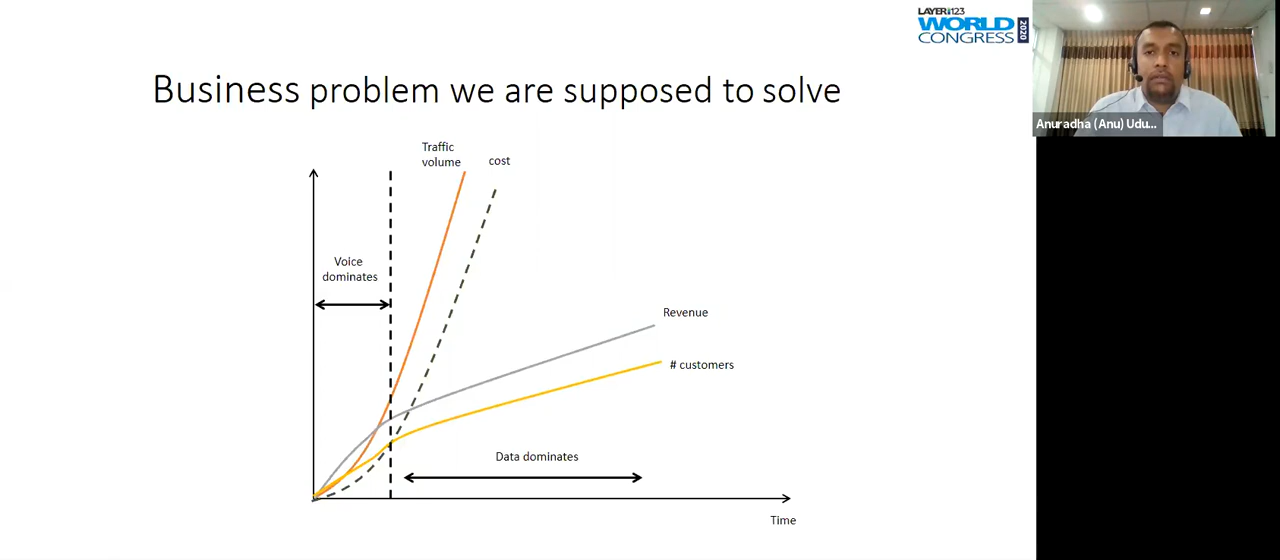 LAYER123
WORLD
CONGRESS
2020
Anuradha (Anu) Udu...
Business problem we are supposed to solve
Traffic
volume
cost
Voice
dominates
Revenue
# customers
Data dominates
Time